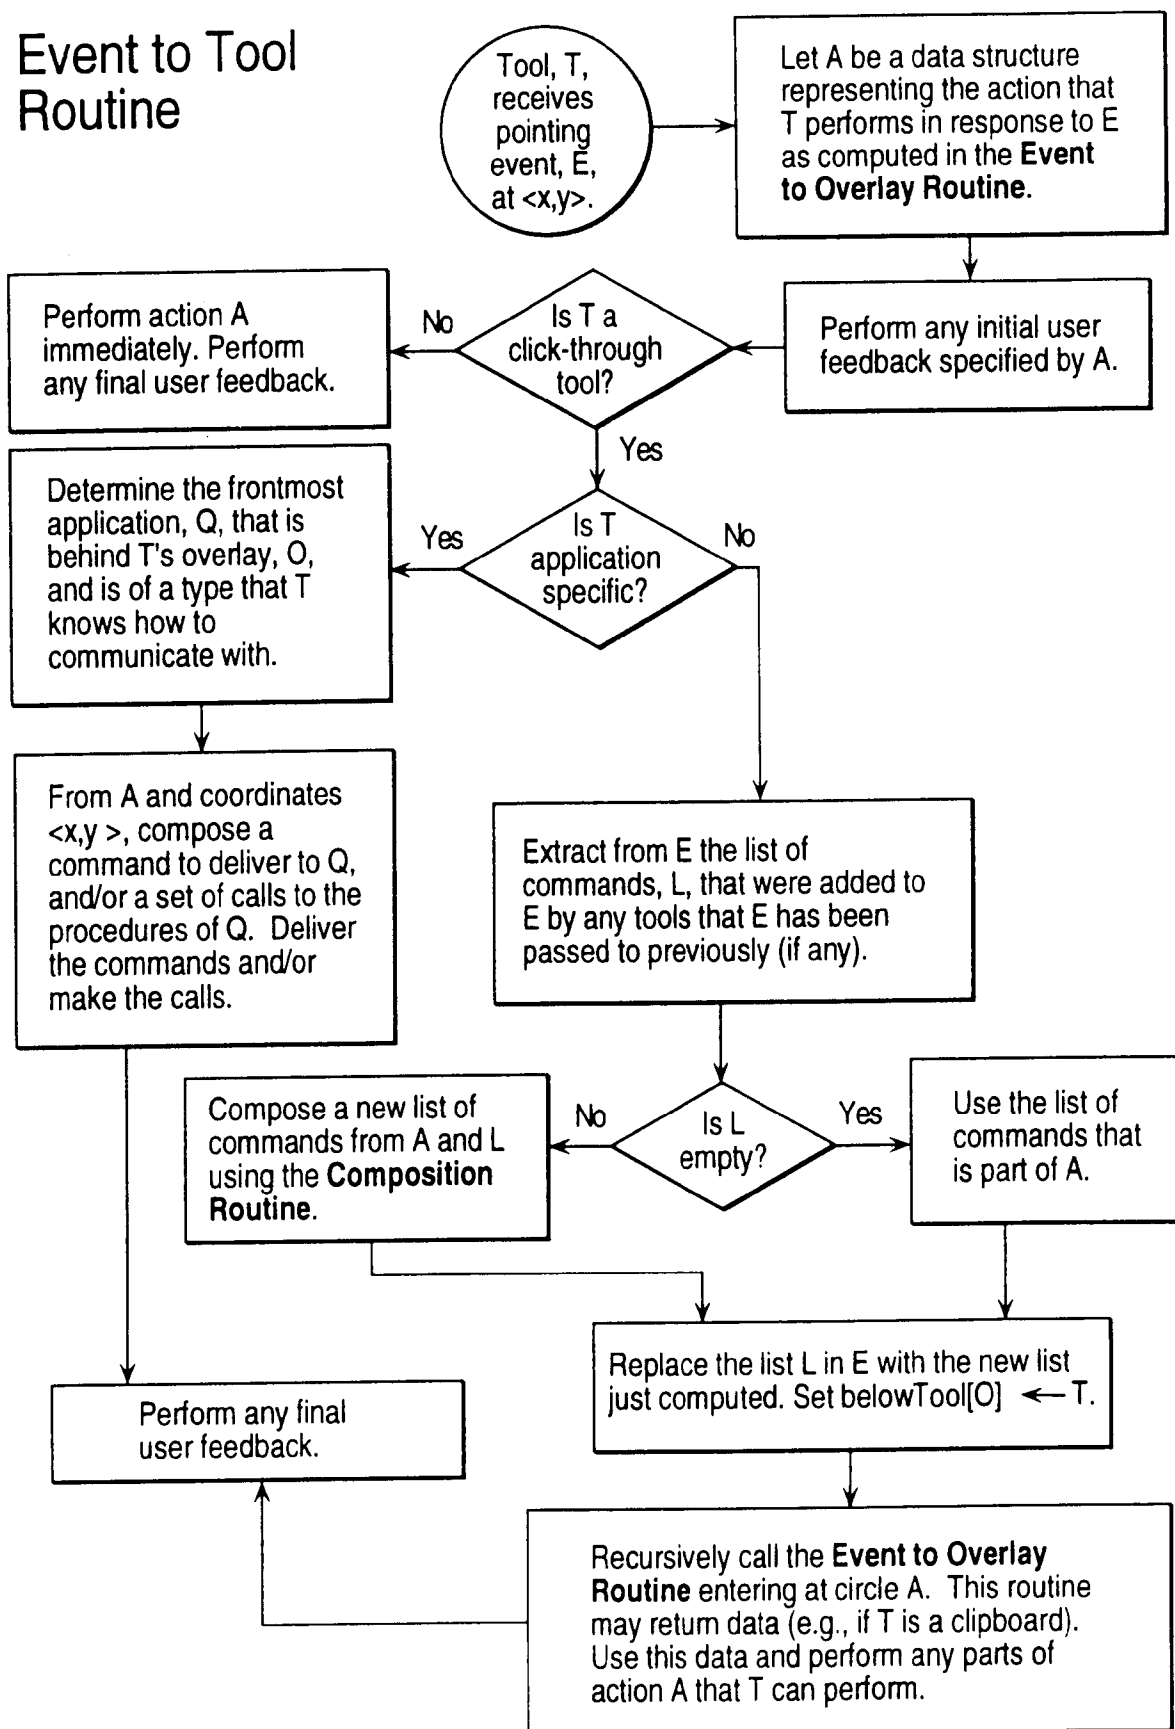 Event to Tool
Routine
Tool, T,
receives
pointing
event, E,
at <x,y>.
Let A be a data structure
representing the action that
T performs in response to E
as computed in the Event
to Overlay Routine.
Perform any initial user
feedback specified by A.
Is T a
click-through
tool?
No
Perform action A
immediately. Perform
any final user feedback.
Yes
Is T
application
specific?
Yes
Determine the frontmost
application, Q, that is
behind T's overlay, O,
and is of a type that T
knows how to
communicate with.
From A and coordinates
<x,y >, compose a
command to deliver to Q,
and/or a set of calls to the
procedures of Q. Deliver
the commands and/or
make the calls.
No
Extract from E the list of
commands, L, that were added to
E by any tools that E has been
passed to previously (if any).
Is L
empty?
No
Compose a new list of
commands from A and L
using the Composition
Routine.
Yes
Use the list of
commands that
is part of A.
Replace the list L in E with the new list
just computed. Set belowTool[O] ← T.
Perform any final
user feedback.
Recursively call the Event to Overlay
Routine entering at circle A. This routine
may return data (e.g., if T is a clipboard).
Use this data and perform any parts of
action A that T can perform.